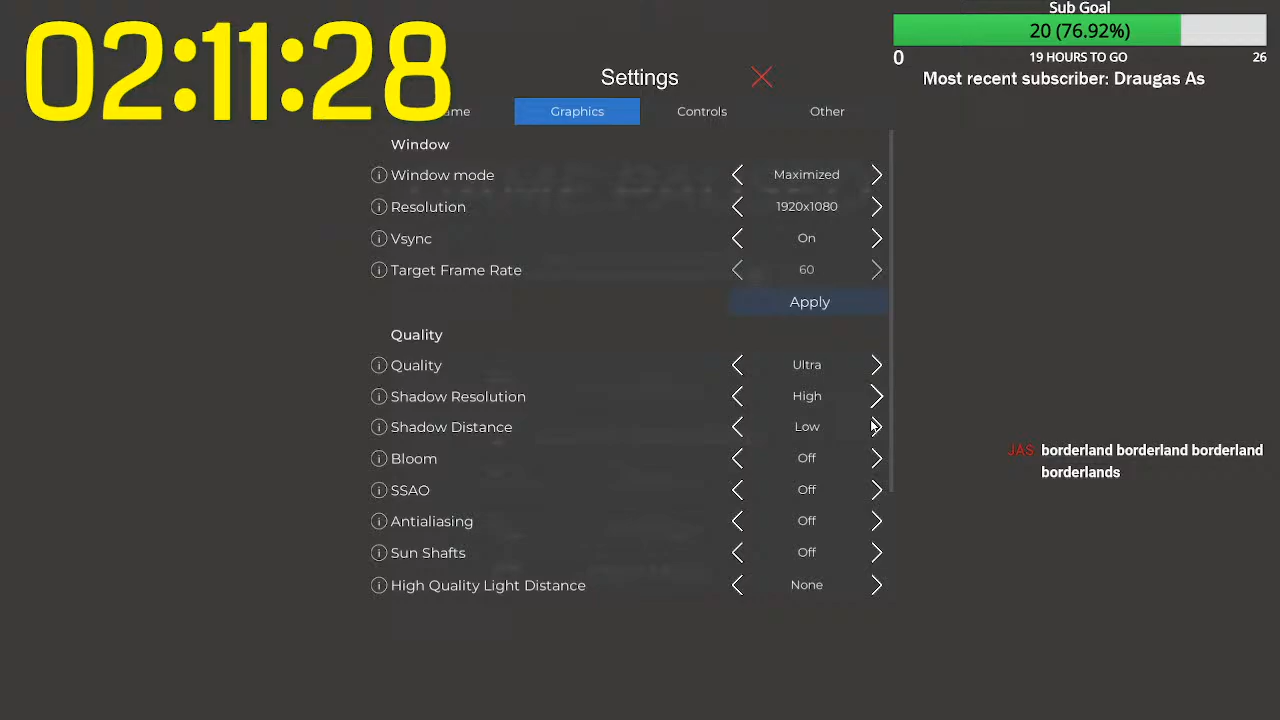 02:11:28
Sub Goal
20 (76.92%)
0 19 HOURS TO GO 26
Most recent subscriber: Draugas As
Settings
ame Graphics Controls Other
Window
Window mode Maximized
Resolution 1920x1080
Vsync On
Target Frame Rate 60
Apply
Quality
Quality Ultra
Shadow Resolution High
Shadow Distance Low
Bloom Off
SSAO Off
Antialiasing Off
Sun Shafts Off
High Quality Light Distance None
JAS borderland borderland borderland
borderlands
GAME PAUSED